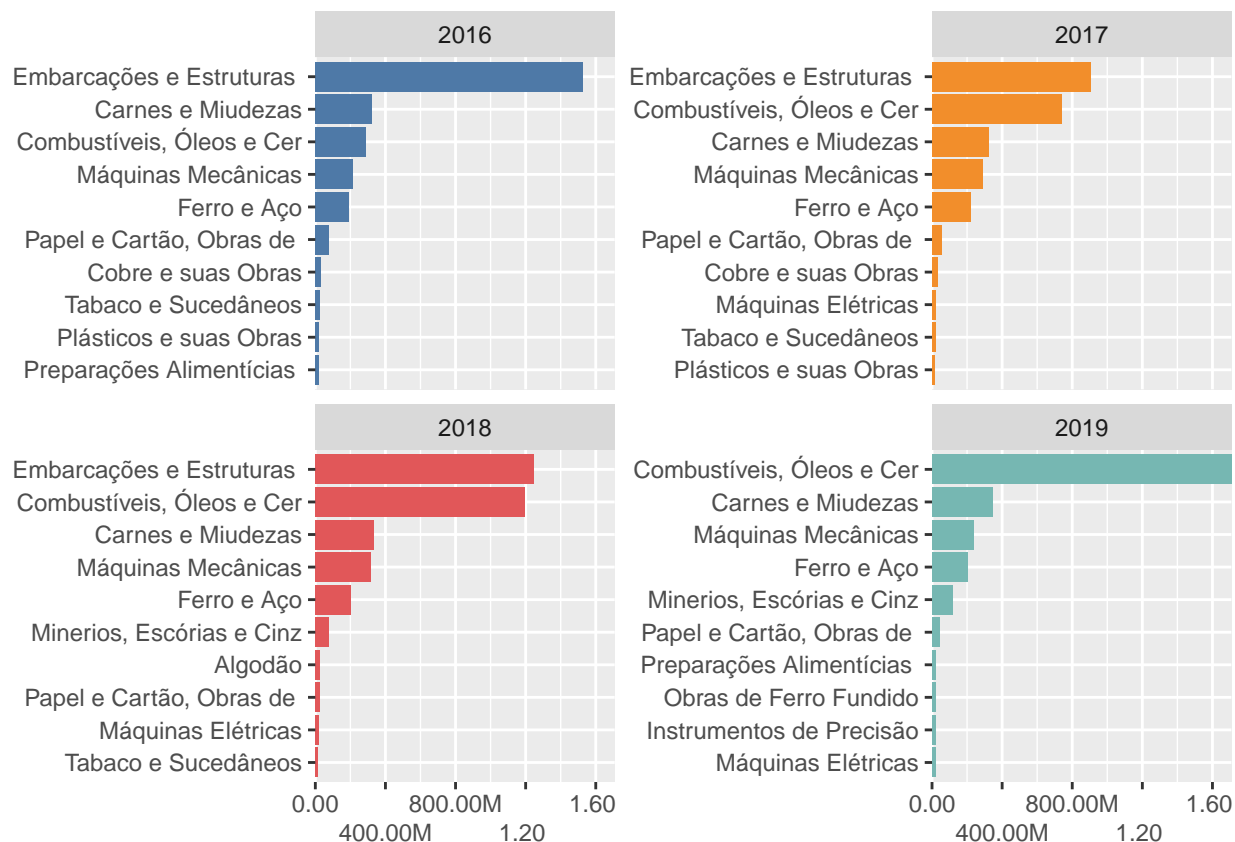 2016
Embarcações e Estruturas
Carnes e Miudezas
Combustíveis, Óleos e Cer
Máquinas Mecânicas
Ferro e Aço
Papel e Cartão, Obras de
Cobre e suas Obras
Tabaco e Sucedâneos
Plásticos e suas Obras
Preparações Alimentícias
2017
Embarcações e Estruturas
Combustíveis, Óleos e Cer
Carnes e Miudezas
Máquinas Mecânicas
Ferro e Aço
Papel e Cartão, Obras de
Cobre e suas Obras
Máquinas Elétricas
Tabaco e Sucedâneos
Plásticos e suas Obras
2018
Embarcações e Estruturas
Combustíveis, Óleos e Cer
Carnes e Miudezas
Máquinas Mecânicas
Ferro e Aço
Minerios, Escórias e Cinz
Algodão
Papel e Cartão, Obras de
Máquinas Elétricas
Tabaco e Sucedâneos
0.00 800.00M 1.60
400.00M 1.20
2019
Combustíveis, Óleos e Cer
Carnes e Miudezas
Máquinas Mecânicas
Ferro e Aço
Minerios, Escórias e Cinz
Papel e Cartão, Obras de
Preparações Alimentícias
Obras de Ferro Fundido
Instrumentos de Precisão
Máquinas Elétricas
0.00 800.00M 1.60
400.00M 1.20